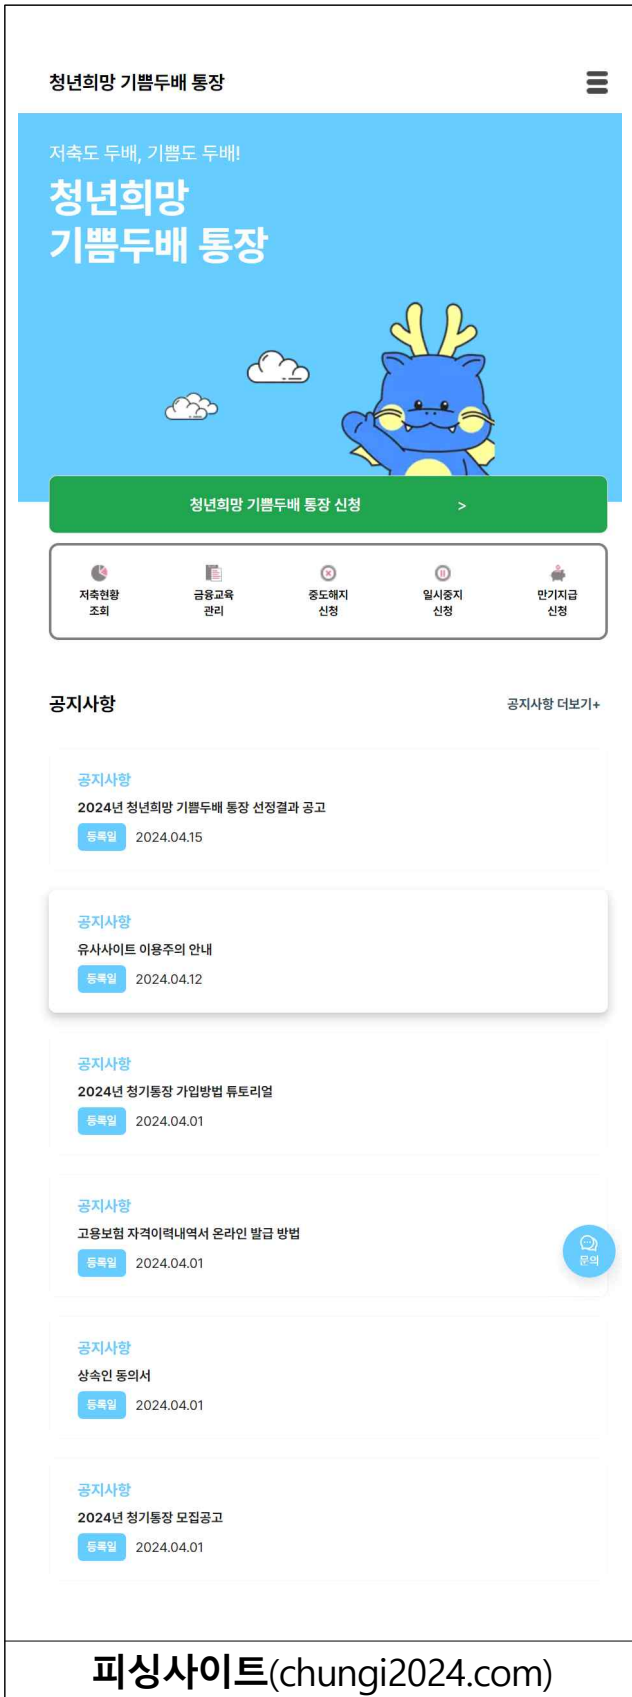 청년희망 기쁨두배 통장
저축도 두배, 기쁨도 두배!
청년희망
기쁨두배 통장
청년희망 기쁨두배 통장 신청 >
저축현황
조회
금융교육
관리
중도해지
신청
일시중지
신청
만기지급
신청
공지사항
공지사항 더보기+
공지사항
2024년 청년희망 기쁨두배 통장 선정결과 공고
등록일 2024.04.15
공지사항
유사사이트 이용주의 안내
등록일 2024.04.12
공지사항
2024년 청기통장 가입방법 튜토리얼
등록일 2024.04.01
공지사항
고용보험 자격이력내역서 온라인 발급 방법
등록일 2024.04.01
문의
공지사항
상속인 동의서
등록일 2024.04.01
공지사항
2024년 청기통장 모집공고
등록일 2024.04.01
피싱사이트(chungi2024.com)